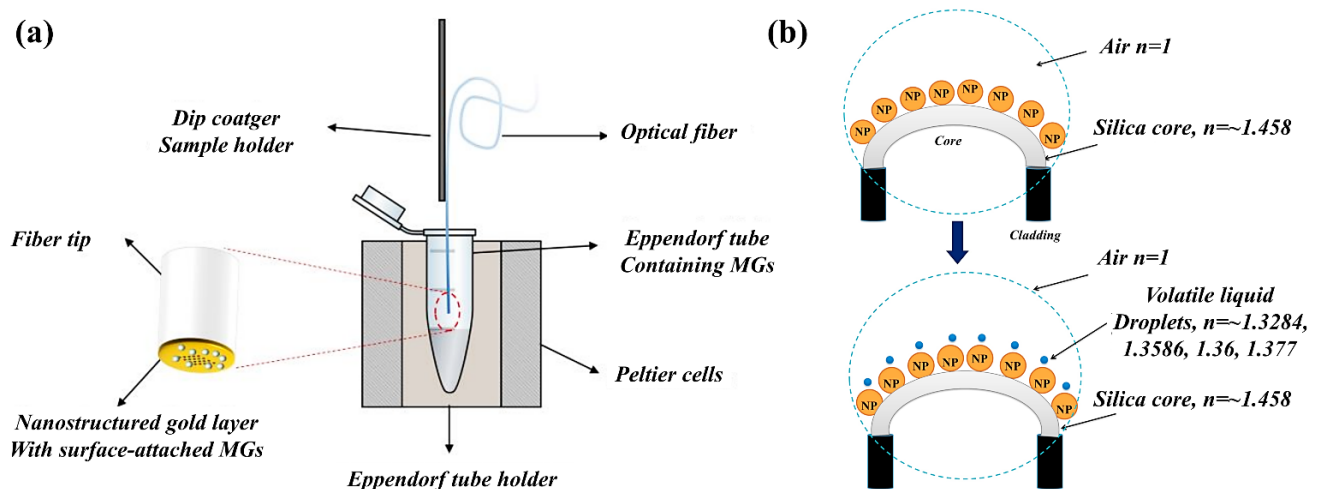 (a)
Dip coatger
Sample holder
Optical fiber
Fiber tip
Eppendorf tube
Containing MGs
Peltier cells
Nanostructured gold layer
With surface-attached MGs
Eppendorf tube holder
(b)
Air n=1
NP NP NP NP NP NP NP NP
Silica core, n=~1.458
Core
Cladding
Air n=1
Volatile liquid
Droplets, n=~1.3284,
1.3586, 1.36, 1.377
NP NP NP NP NP NP NP NP
Silica core, n=~1.458